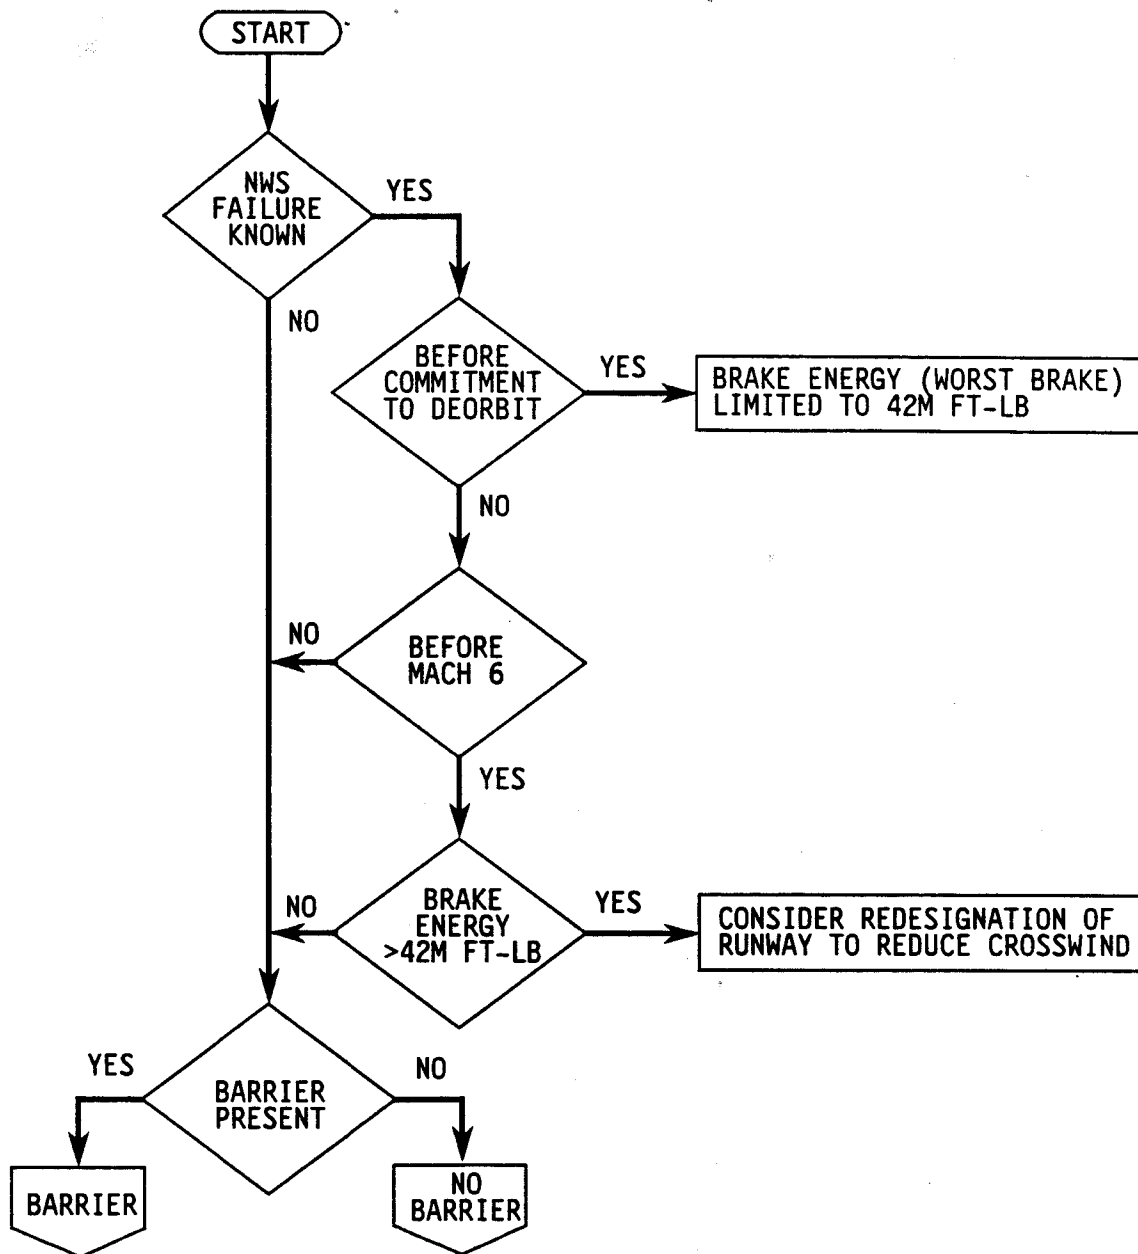 START
NWS
FAILURE
KNOWN
YES
NO
BEFORE
COMMITMENT
TO DEORBIT
YES
BRAKE ENERGY (WORST BRAKE)
LIMITED TO 42M FT-LB
NO
BEFORE
MACH 6
NO
YES
BRAKE
ENERGY
>42M FT-LB
NO
YES
CONSIDER REDESIGNATION OF
RUNWAY TO REDUCE CROSSWIND
BARRIER
PRESENT
YES
NO
BARRIER
NO
BARRIER